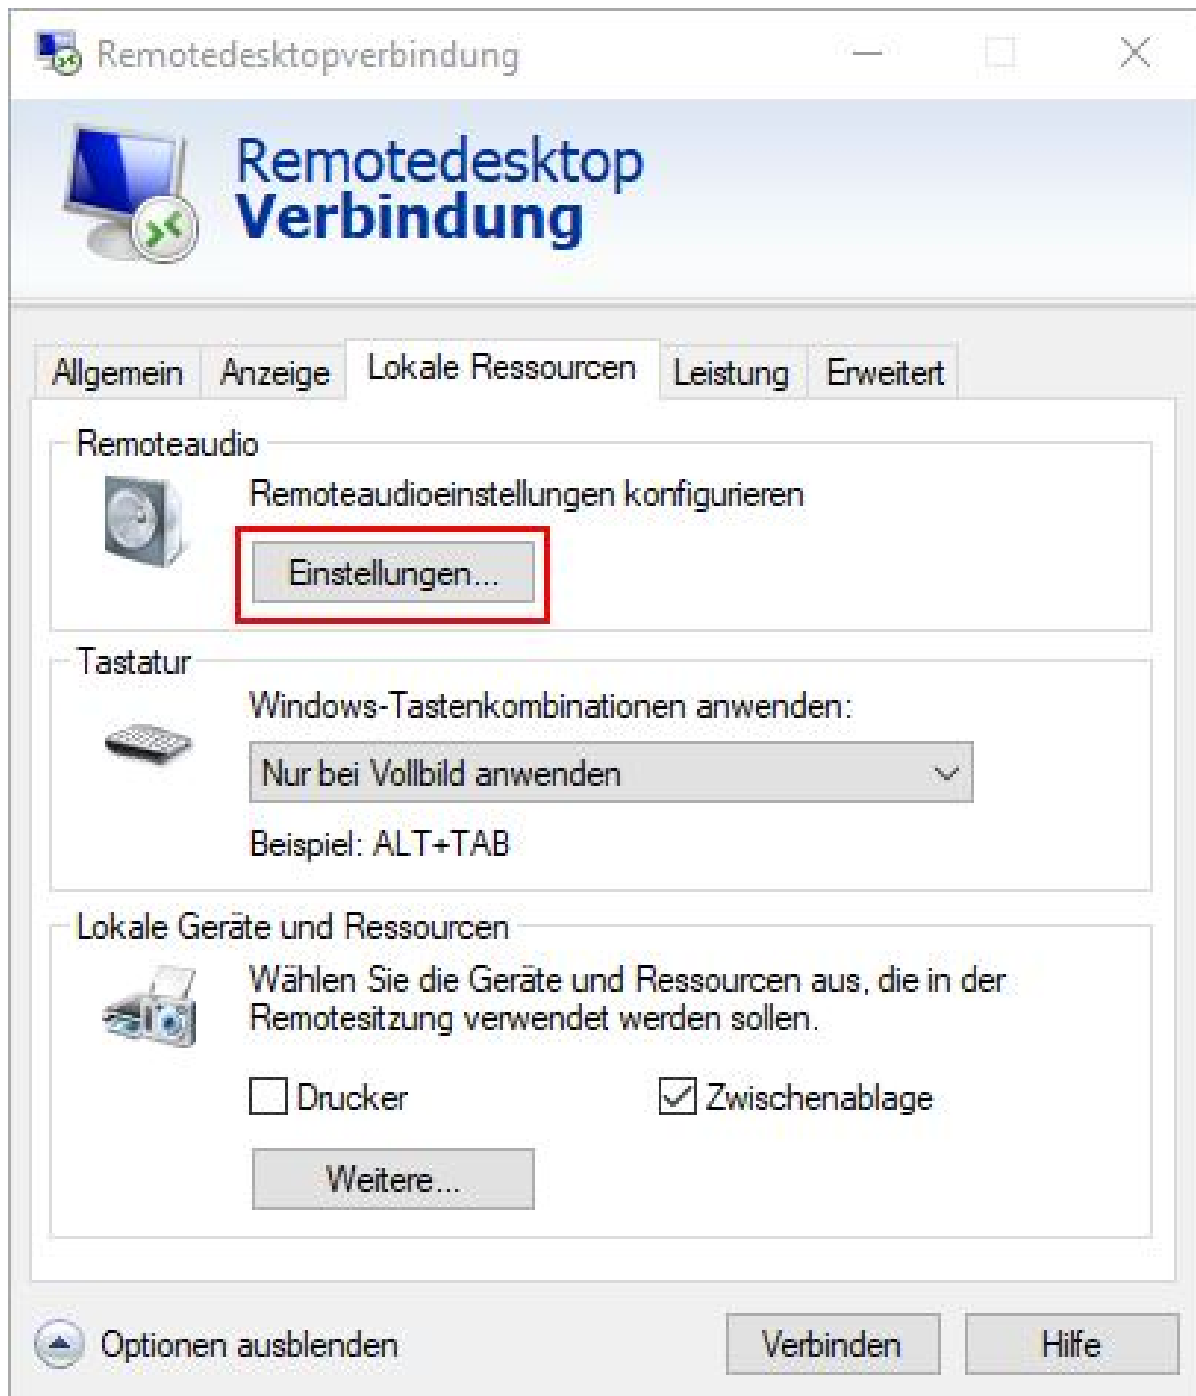 Remotedesktopverbindung
Remotedesktop
Verbindung
Allgemein Anzeige Lokale Ressourcen Leistung Erweitert
Remoteaudio
Remoteaudioeinstellungen konfigurieren
Einstellungen...
Tastatur
Windows-Tastenkombinationen anwenden:
Nur bei Vollbild anwenden
Beispiel: ALT+TAB
Lokale Geräte und Ressourcen
Wählen Sie die Geräte und Ressourcen aus, die in der
Remotesitzung verwendet werden sollen.
Drucker Zwischenablage
Weitere...
Optionen ausblenden Verbinden Hilfe